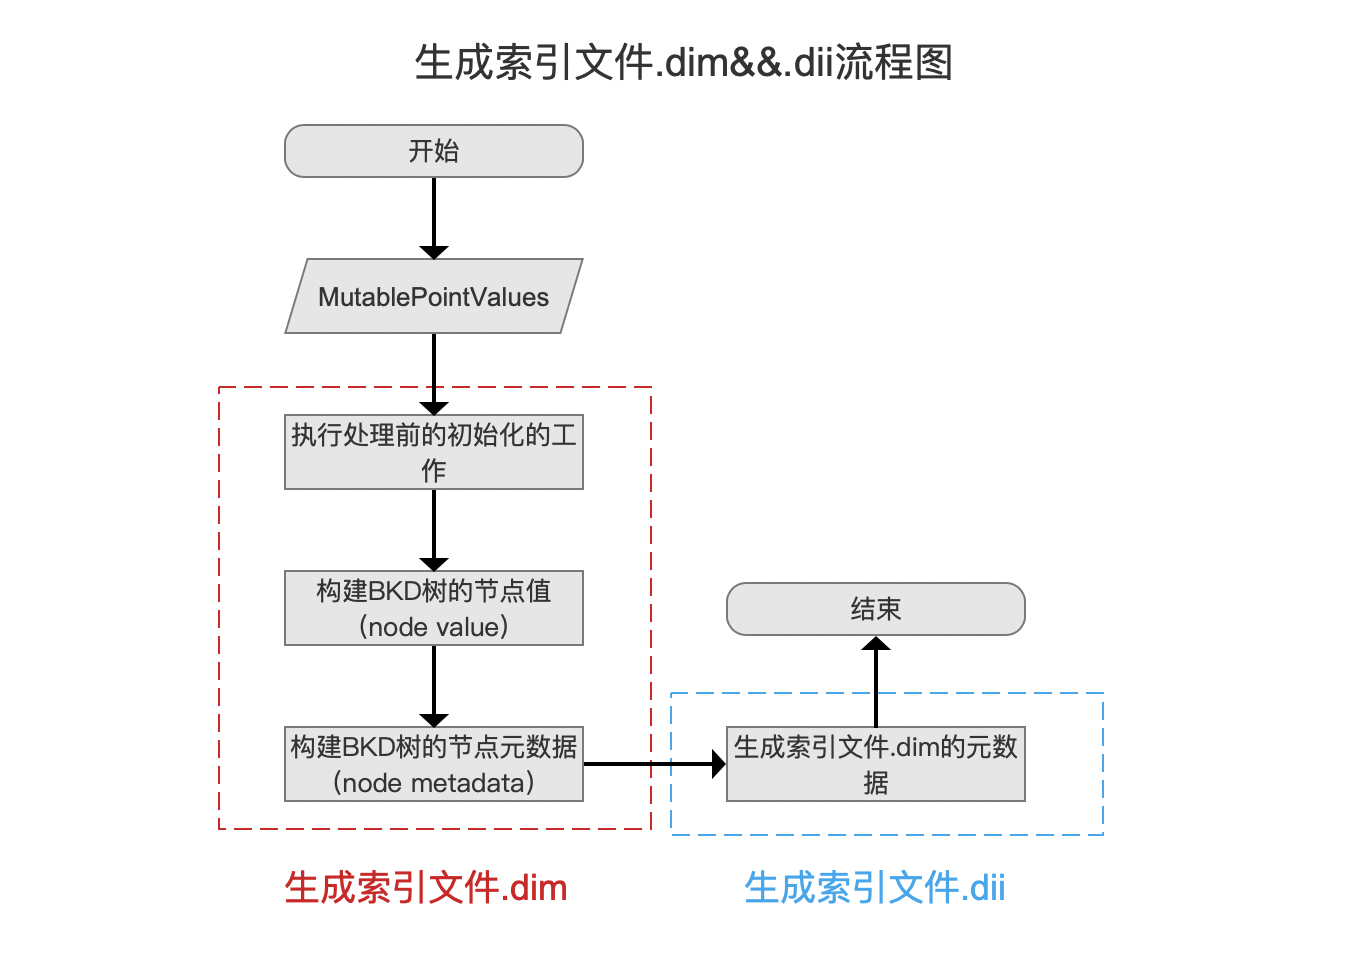 生成索引文件.dim&&.dii流程图
开始
MutablePointValues
执行处理前的初始化的工
作
构建BKD树的节点值
（node value）
构建BKD树的节点元数据
（node metadata）
结束
生成索引文件.dim的元数
据
生成索引文件.dim
生成索引文件.dii